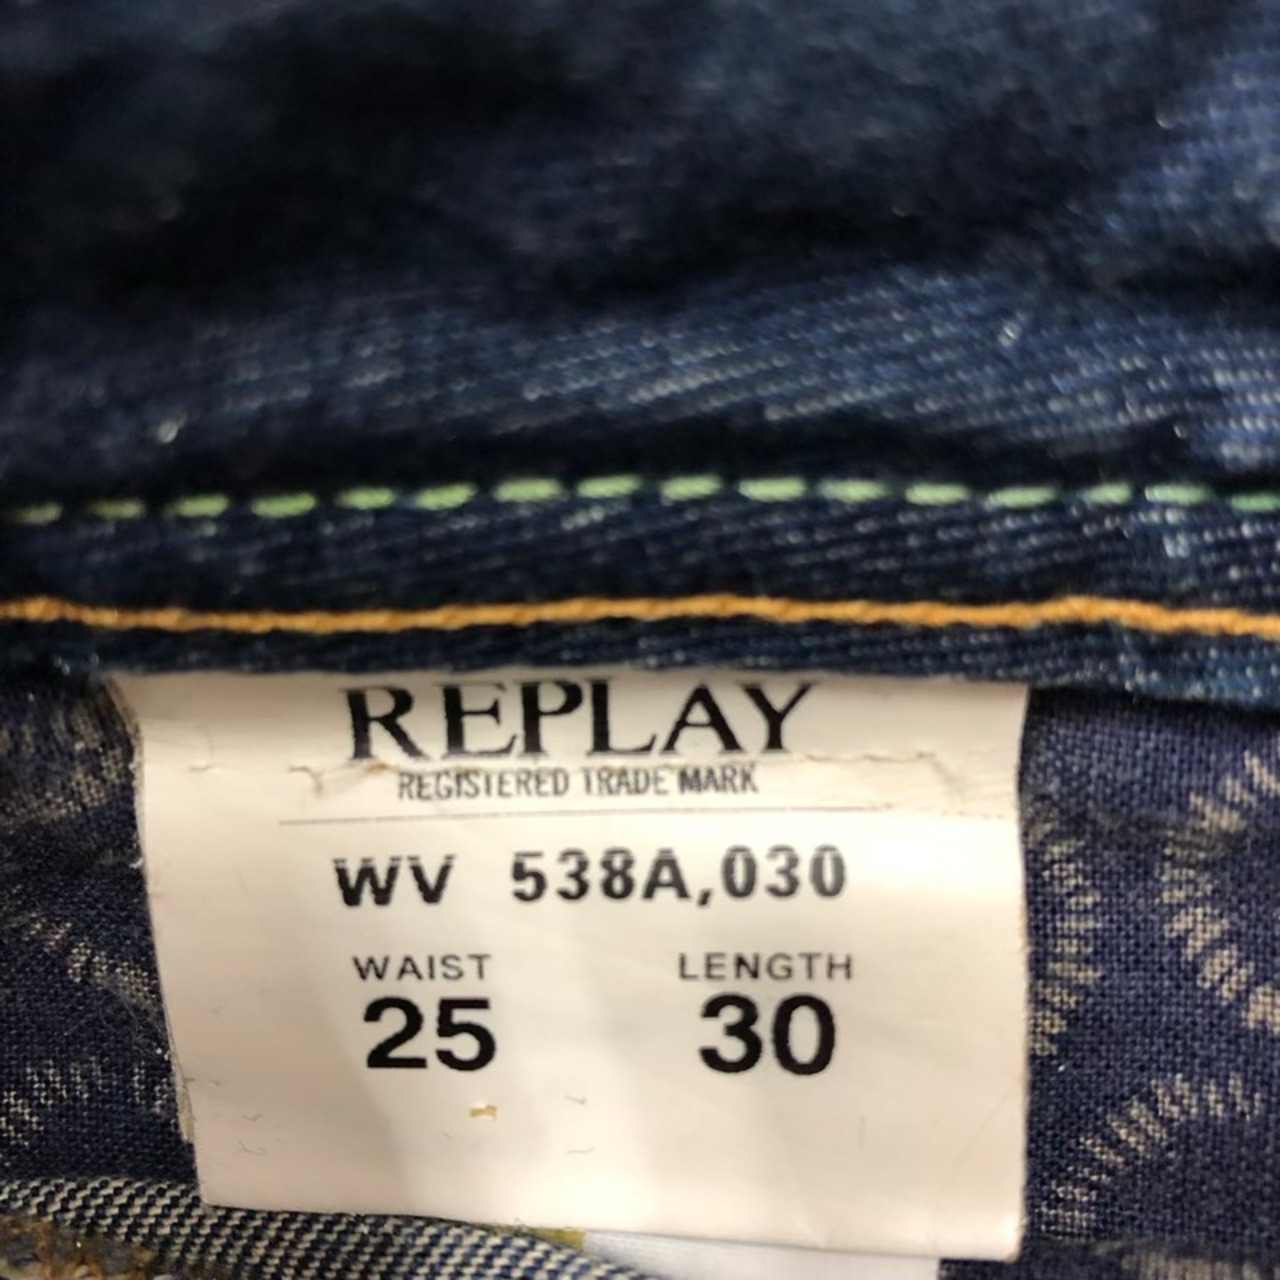 REPLAY
REGISTERED TRADE MARK
WV 538A,030
WAIST LENGTH
25 30